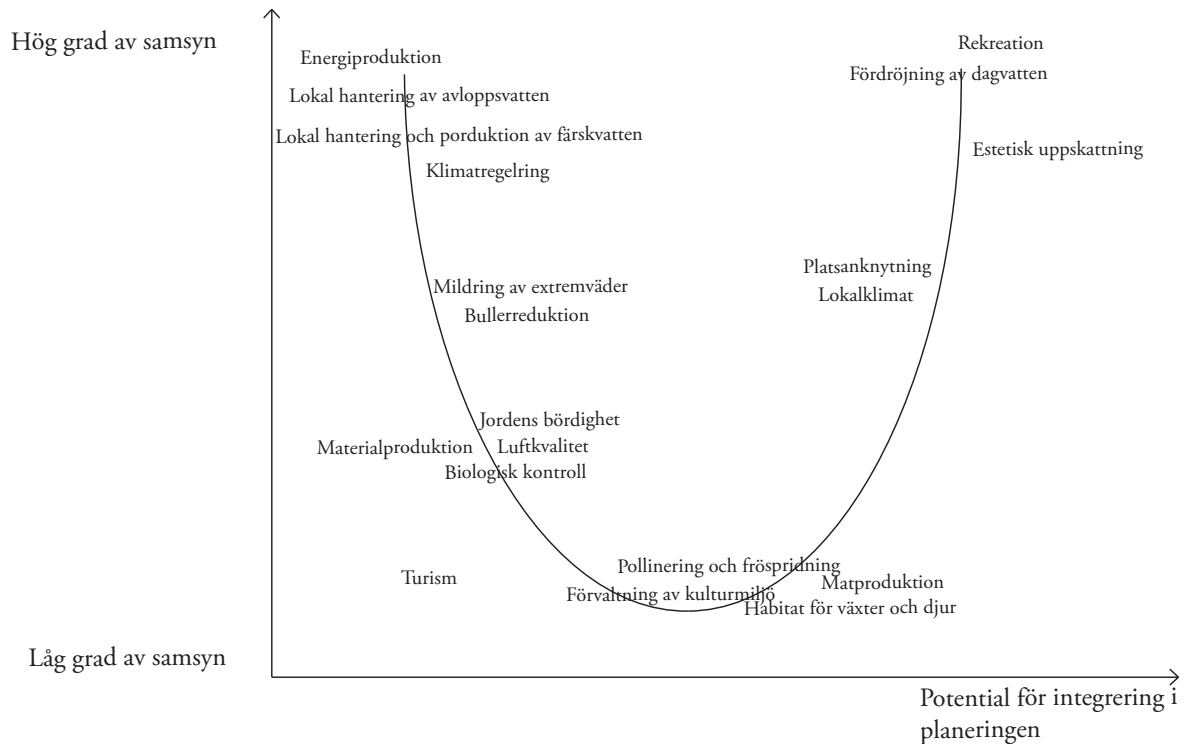 Hög grad av samsyn
Energiproduktion
Lokal hantering av avloppsvatten
Lokal hantering och porduktion av färskvatten
Klimatregelring
Rekreation
Fördröjning av dagvatten
Estetisk uppskattning
Mildring av extremväder
Bullerreduktion
Platsanknytning
Lokalklimat
Jordens bördighet
Materialproduktion
Luftkvalitet
Biologisk kontroll
Turism
Pollinering och fröspridning
Förvaltning av kulturmiljö
Matproduktion
Habitat för växter och djur
Låg grad av samsyn
Potential för integrering i
planeringen